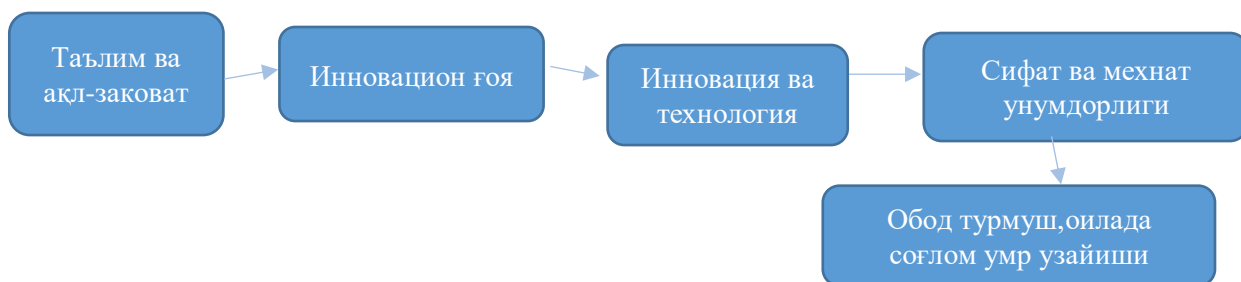 Таълим ва
ақл-заковат
Инновацион ғоя
Инновация ва
технология
Сифат ва мехнат
унумдорлиги
Обод турмуш,оилада
соғлом умр узайиши